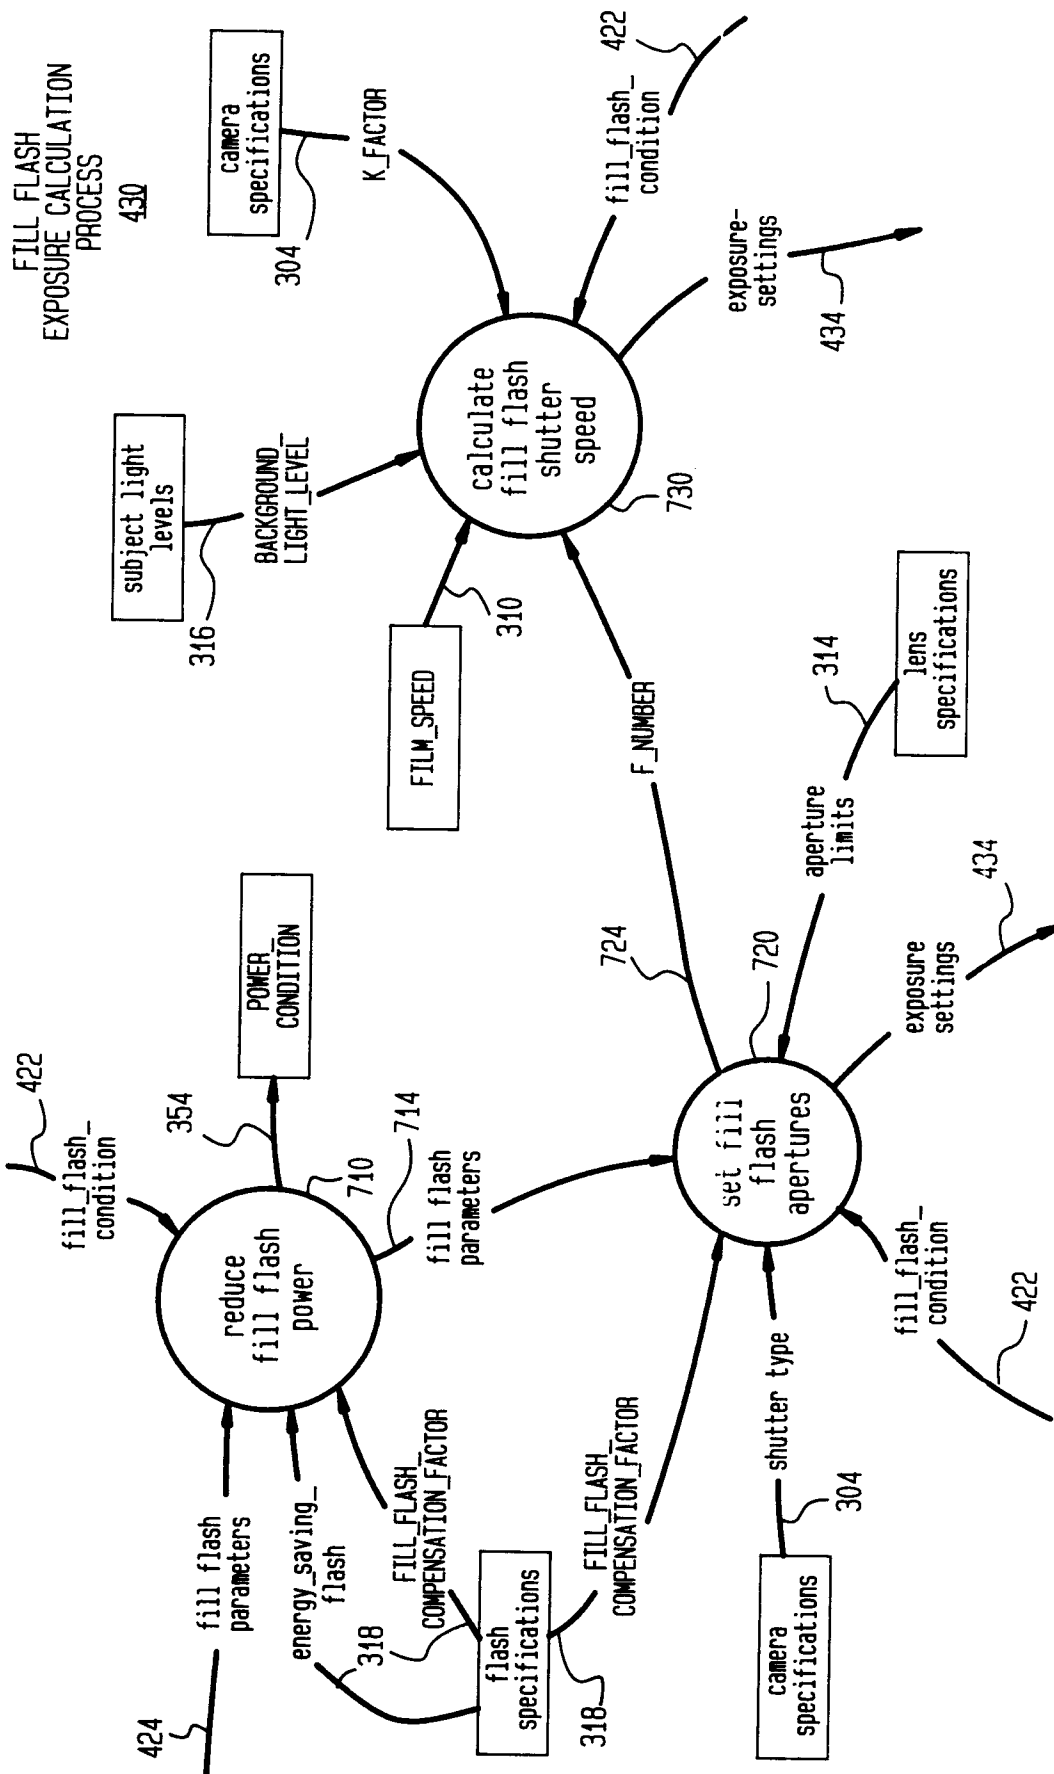 FILL FLASH
EXPOSURE CALCULATION
PROCESS
430
424
fill flash
parameters
422
fill_flash_
condition
354
POWER_
CONDITION
710
reduce
fill flash
power
714
fill flash
parameters
energy_saving_
flash
318
FILL_FLASH_
COMPENSATION_FACTOR
flash
specifications
318
FILL_FLASH_
COMPENSATION_FACTOR
camera
specifications
304
shutter type
set fill
flash
apertures
720
724
F_NUMBER
fill_flash_
condition
422
exposure
settings
434
aperture
limits
314
lens
specifications
subject light
levels
316
BACKGROUND_
LIGHT_LEVEL
FILM_SPEED
310
camera
specifications
304
K_FACTOR
calculate
fill flash
shutter
speed
730
fill_flash_
condition
422
exposure-
settings
434